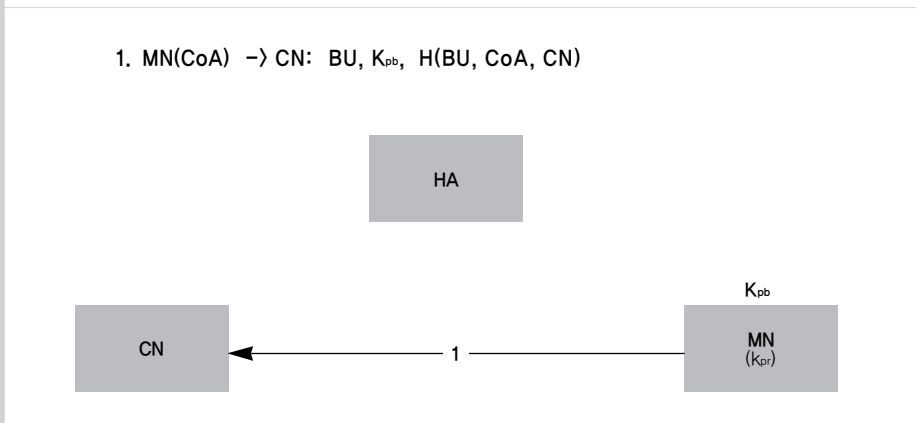 1. MN(CoA) -> CN: BU, Kpb, H(BU, CoA, CN)
HA
Kpb
CN
1
MN
(kpr)